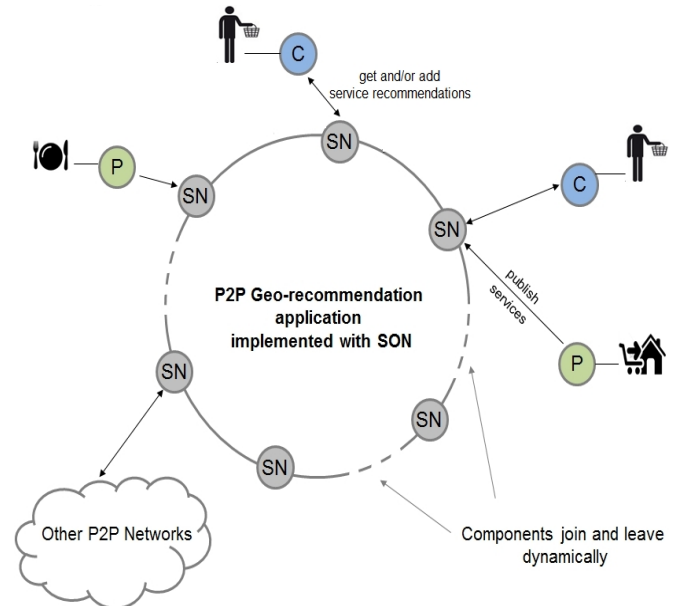 C
get and/or add
service recommendations
SN
P
SN
C
SN
publish
services
P2P Geo-recommendation
application
implemented with SON
P
SN
SN
SN
Other P2P Networks
Components join and leave
dynamically